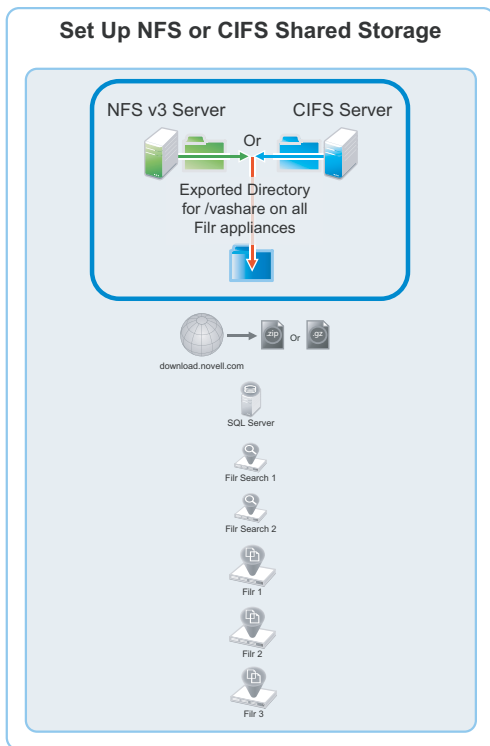 Set Up NFS or CIFS Shared Storage
NFS v3 Server
CIFS Server
Or
Exported Directory
for /vashare on all
Filr appliances
.zip
Or
.gz
download.novell.com
SQL Server
Filr Search 1
Filr Search 2
Filr 1
Filr 2
Filr 3